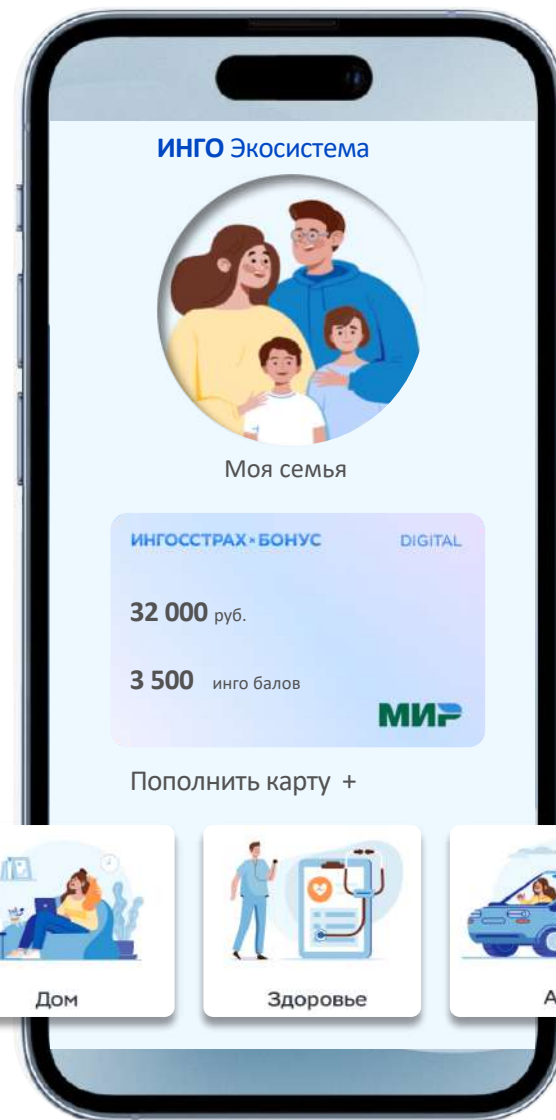 ИНГО Экосистема
Моя семья
ИНГОССТРАХ×БОНУС DIGITAL
32 000 руб.
3 500 инго балов
МИР
Пополнить карту +
Дом Здоровье